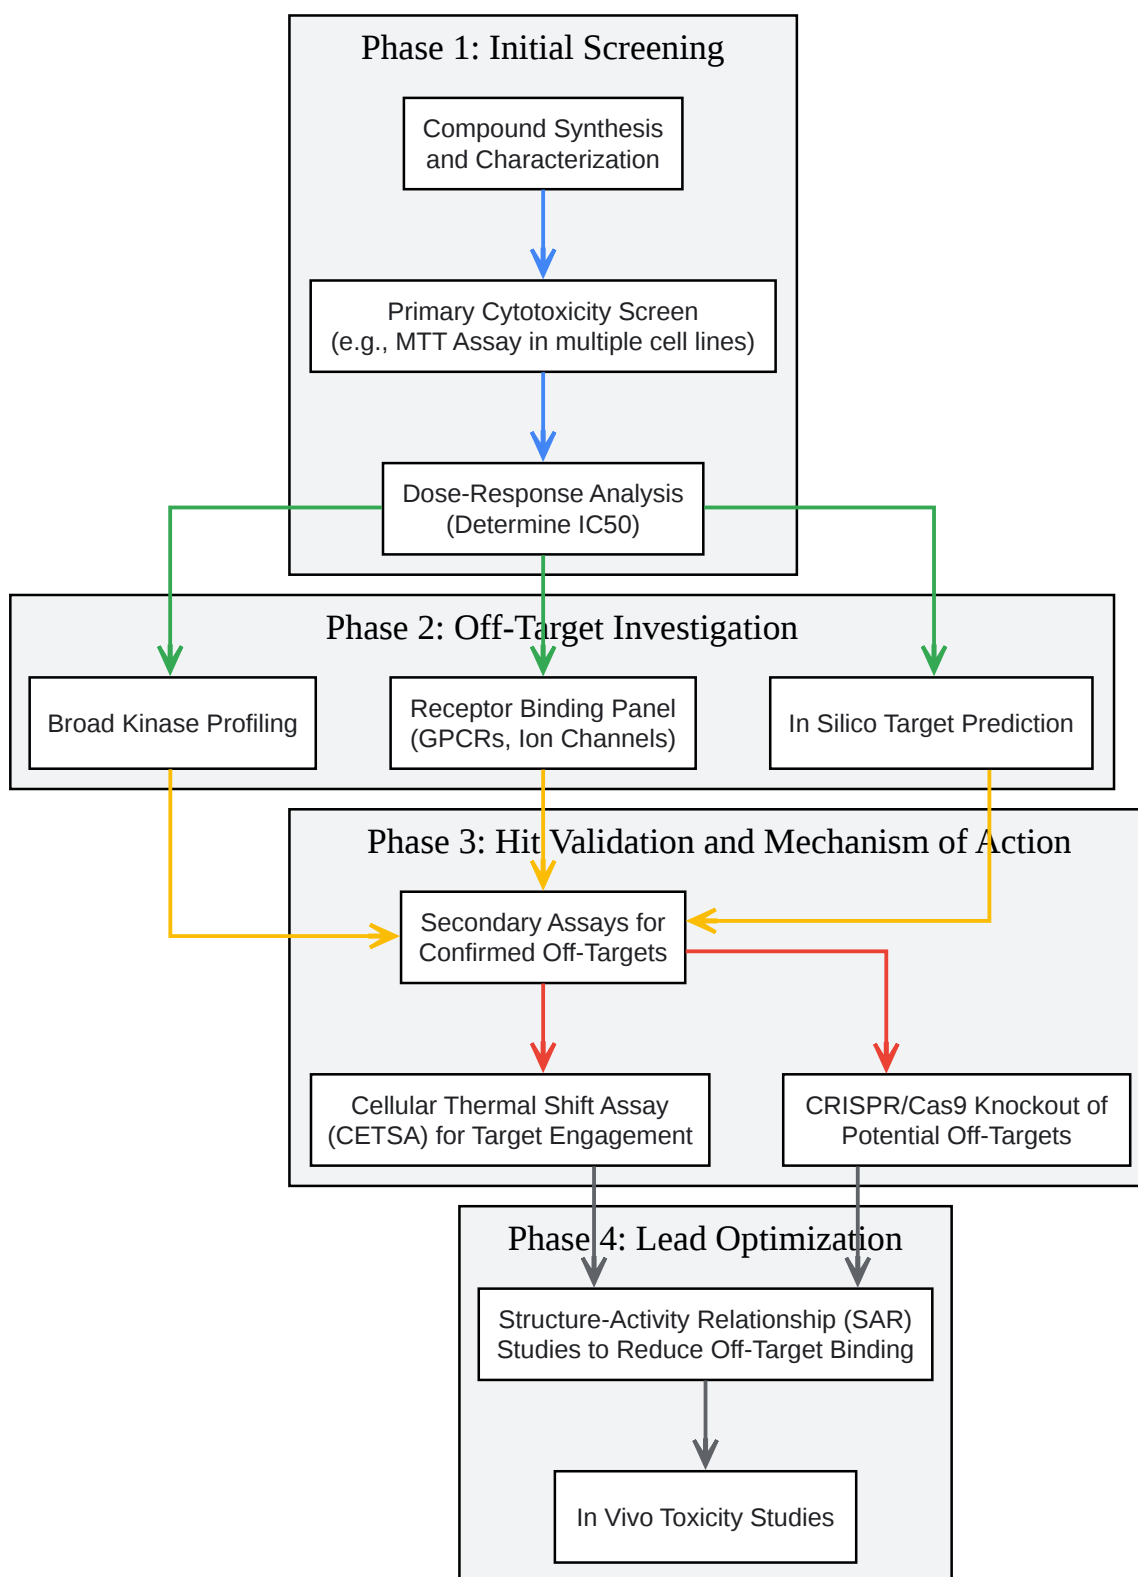 Phase 1: Initial Screening
Compound Synthesis
and Characterization
Primary Cytotoxicity Screen
(e.g., MTT Assay in multiple cell lines)
Dose-Response Analysis
(Determine IC50)
Phase 2: Off-Target Investigation
Broad Kinase Profiling
Receptor Binding Panel
(GPCRs, Ion Channels)
In Silico Target Prediction
Phase 3: Hit Validation and Mechanism of Action
Secondary Assays for
Confirmed Off-Targets
Cellular Thermal Shift Assay
(CETSA) for Target Engagement
CRISPR/Cas9 Knockout of
Potential Off-Targets
Phase 4: Lead Optimization
Structure-Activity Relationship (SAR)
Studies to Reduce Off-Target Binding
In Vivo Toxicity Studies